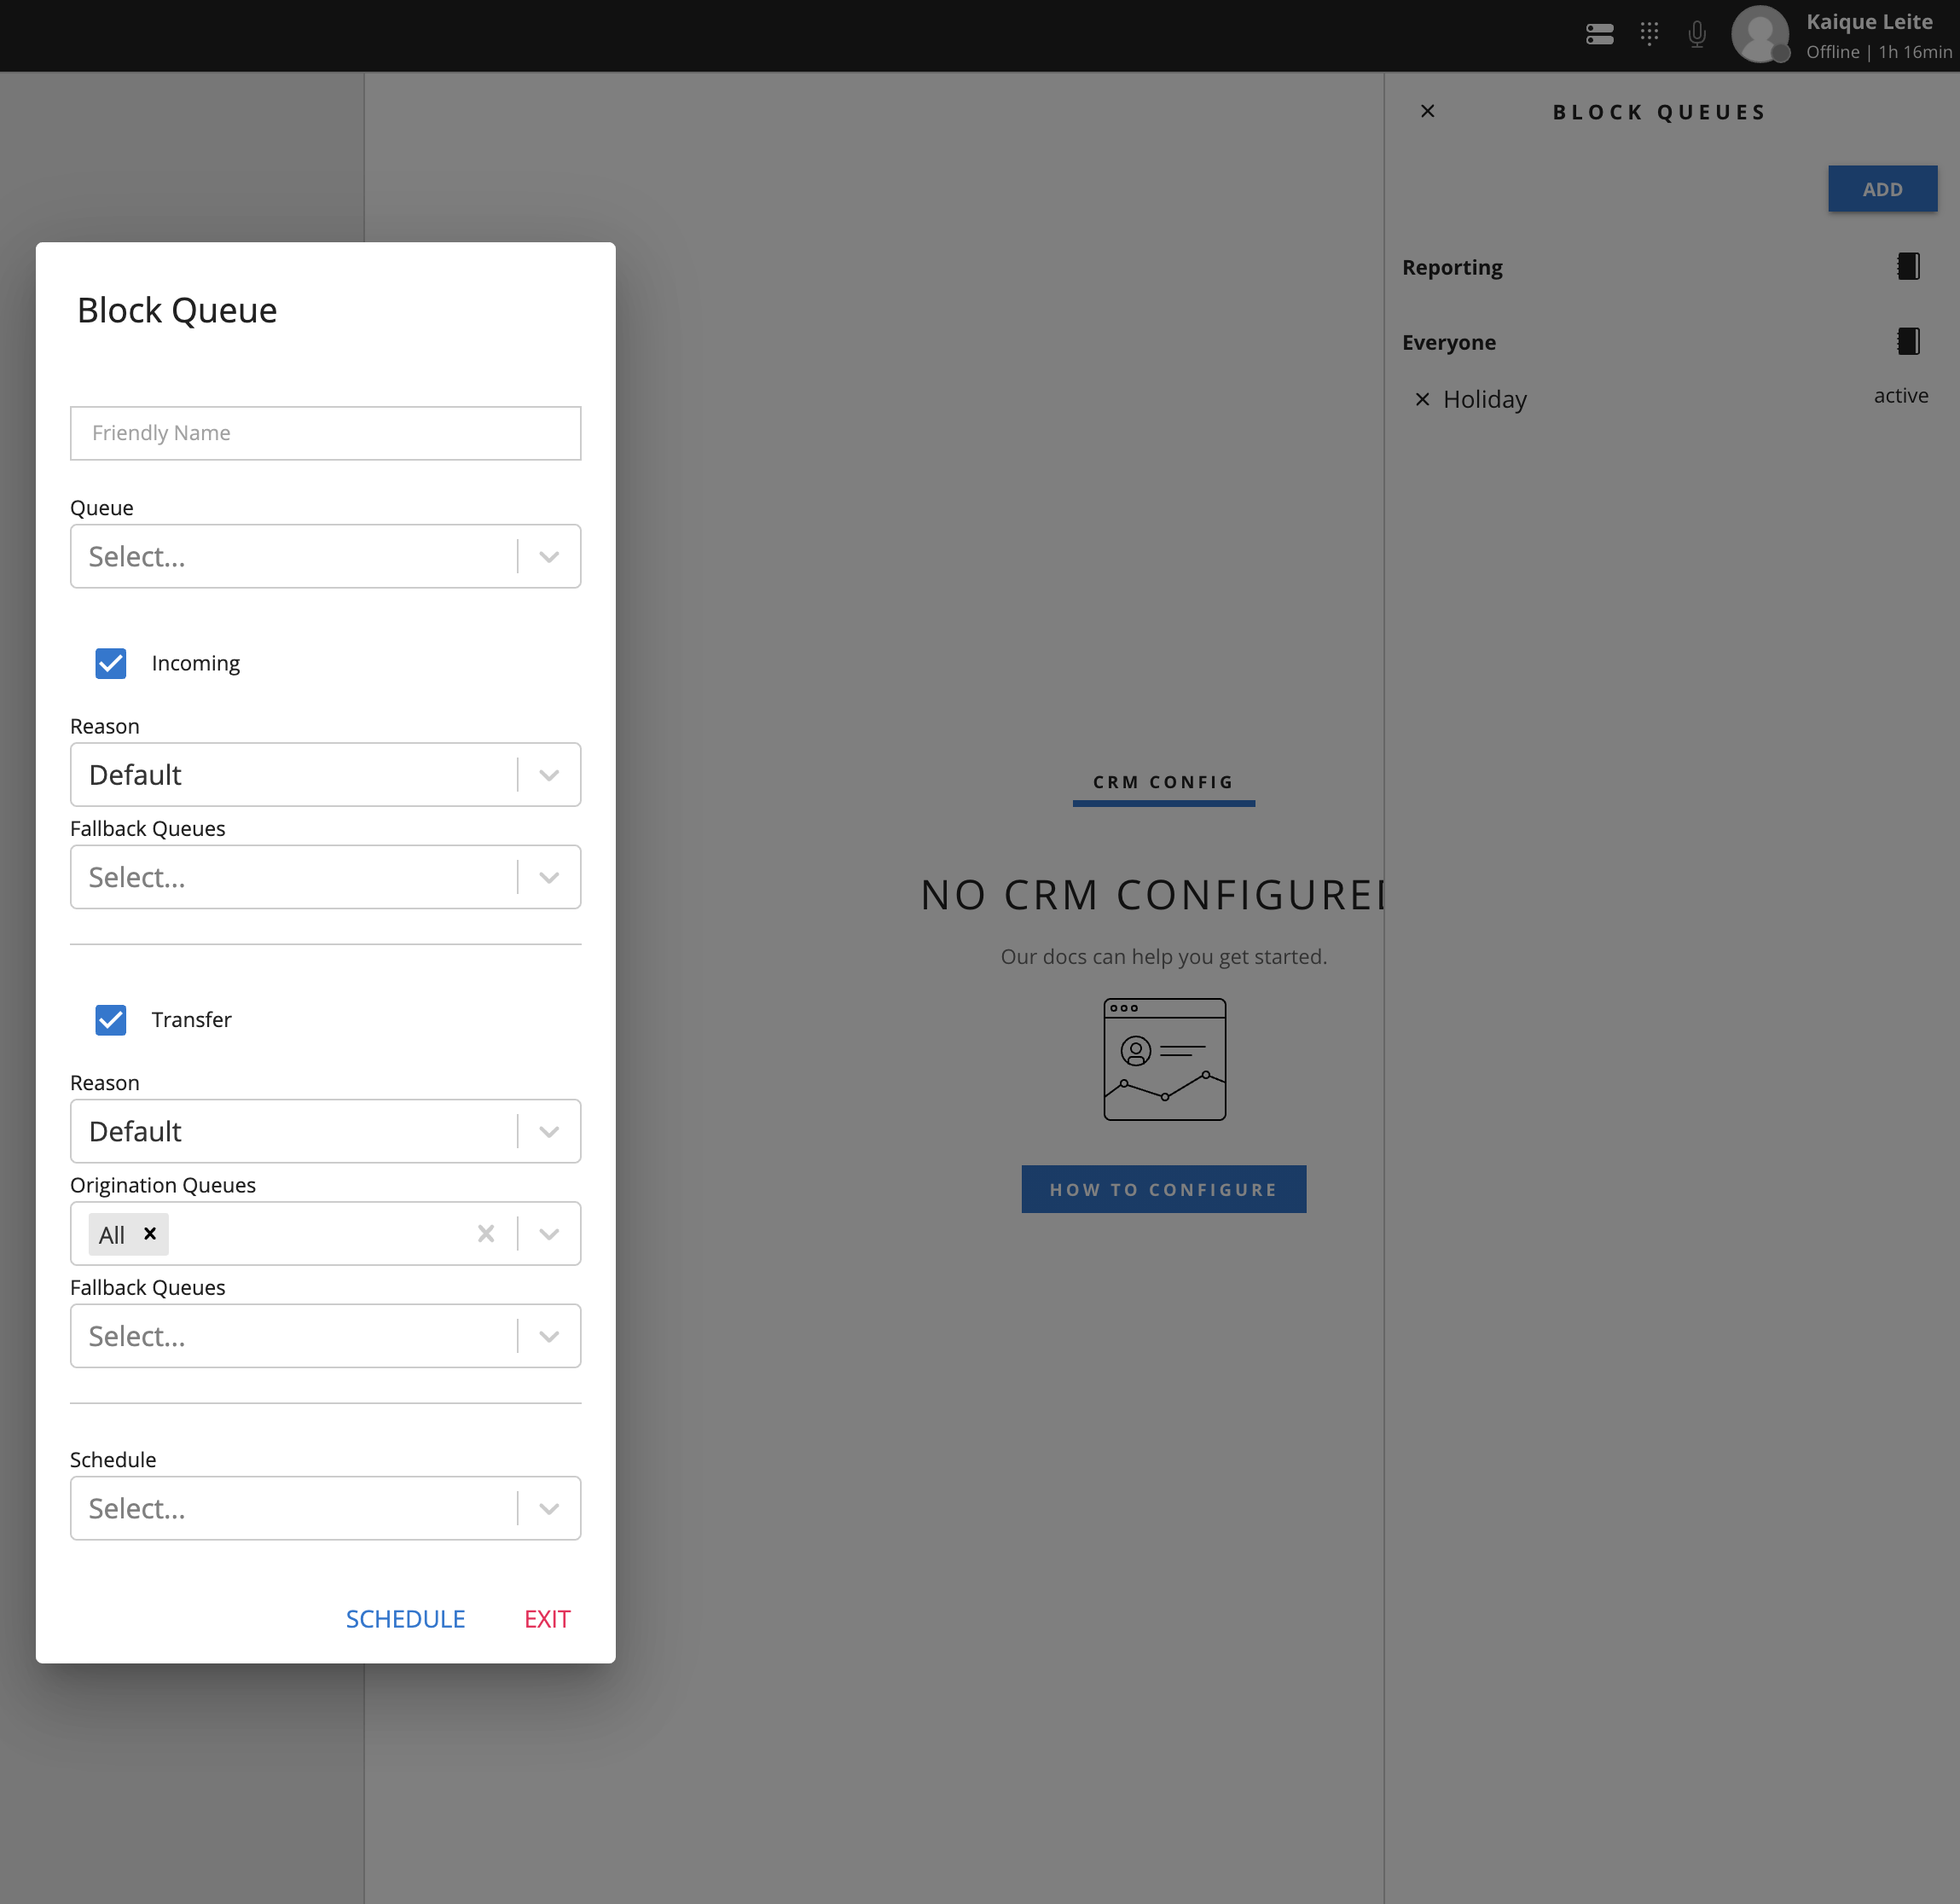 Kaique Leite
Offline | 1h 16min
BLOCK QUEUES
ADD
Reporting
Everyone
Holiday
active
Block Queue
Friendly Name
Queue
Select...
Incoming
Reason
Default
Fallback Queues
Select...
Transfer
Reason
Default
Origination Queues
All
Fallback Queues
Select...
Schedule
Select...
SCHEDULE EXIT
CRM CONFIG
NO CRM CONFIGURED
Our docs can help you get started.
HOW TO CONFIGURE